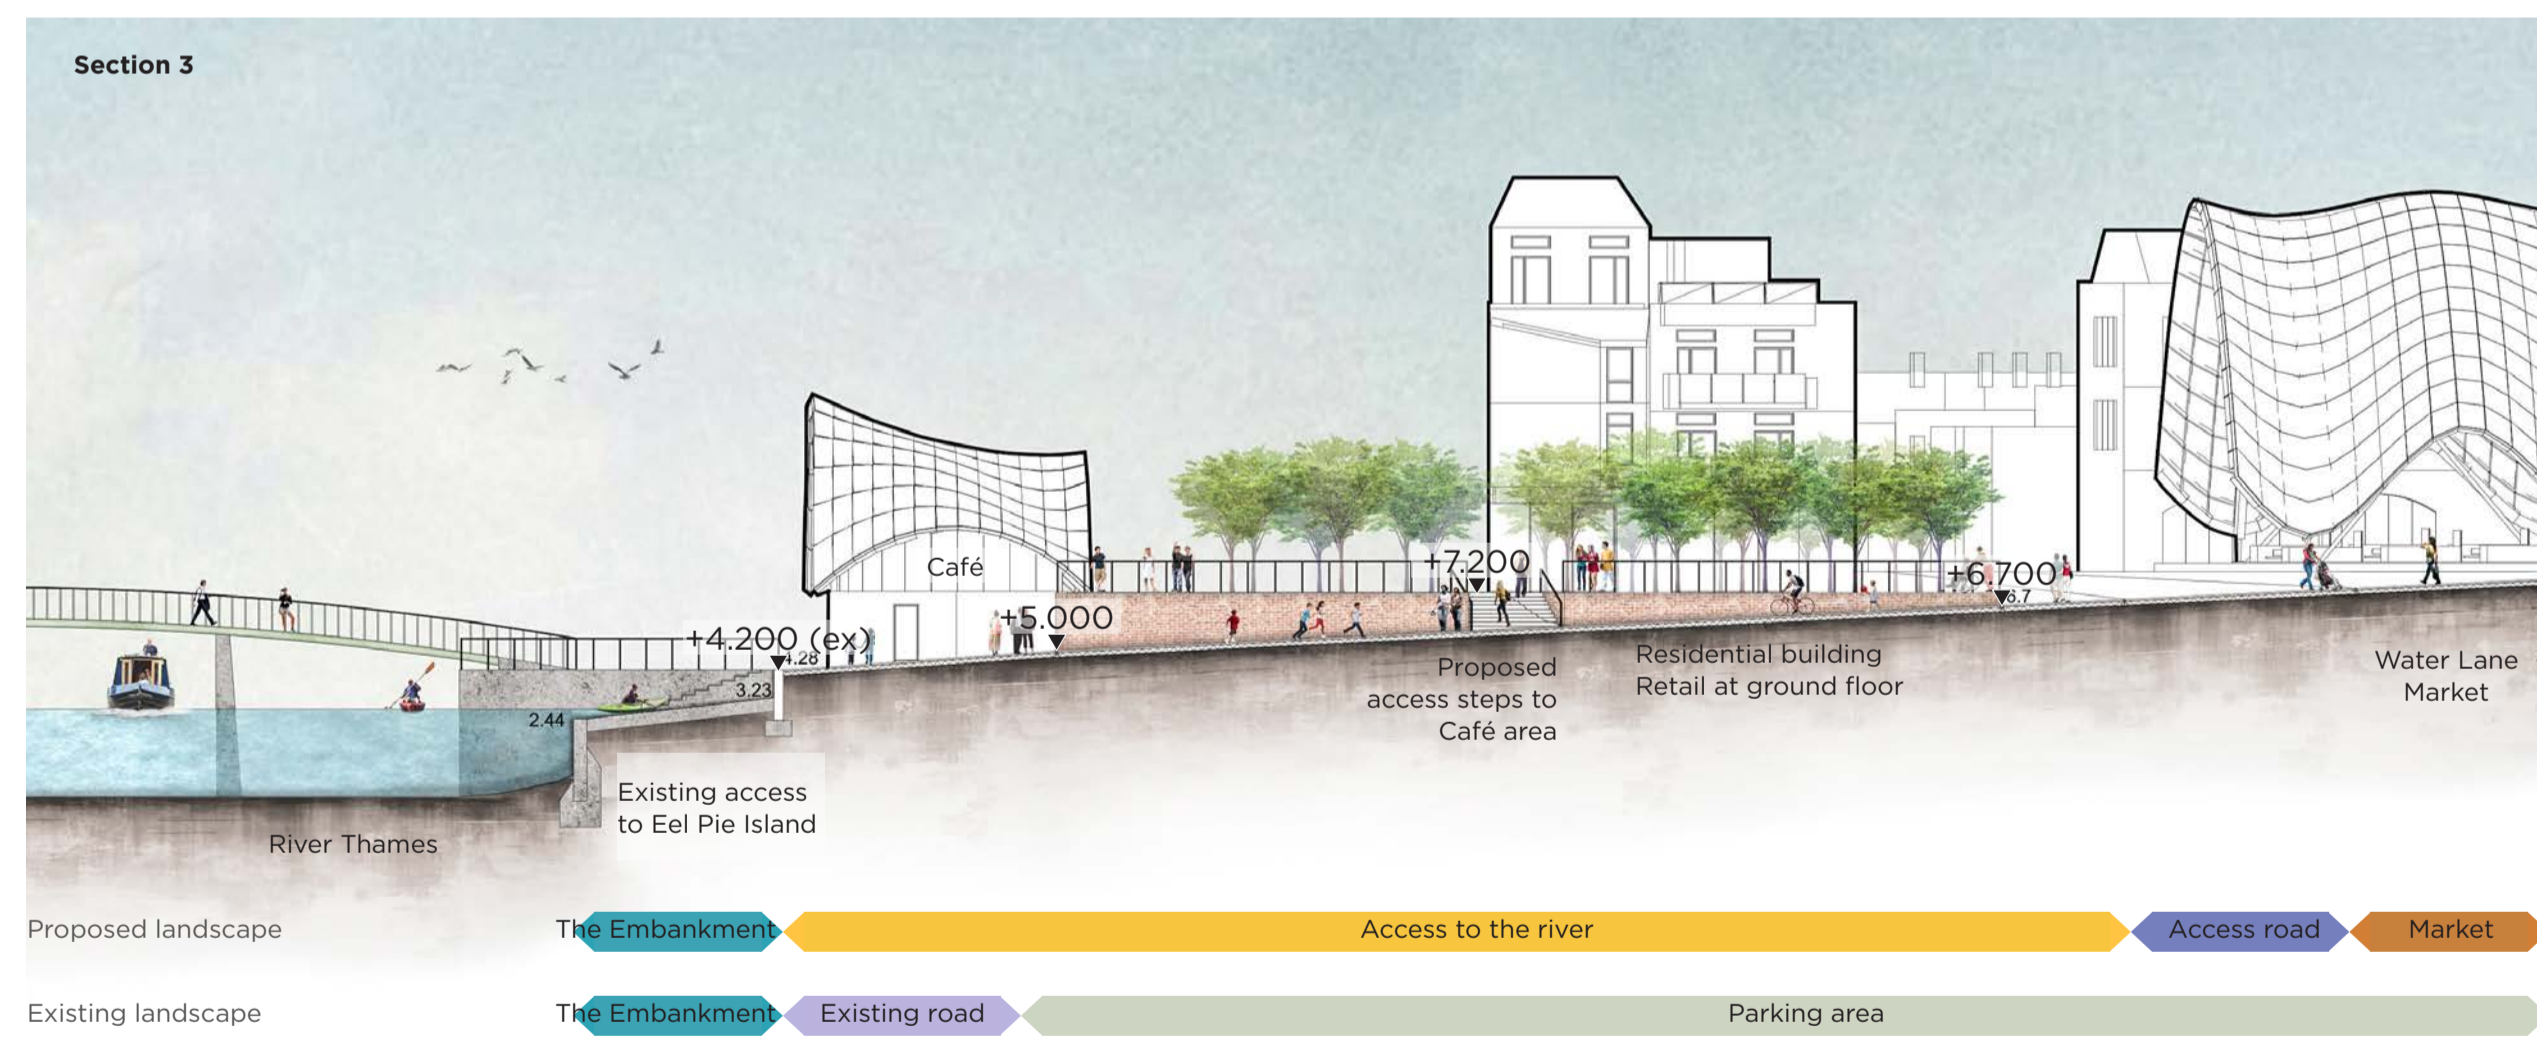 Section 3
Café
+7.200
+6.700
6.7
+5.000
+4.200 (ex)
4.28
3.23
2.44
Proposed
access steps to
Café area
Residential building
Retail at ground floor
Water Lane
Market
Existing access
to Eel Pie Island
River Thames
Proposed landscape
The Embankment
Access to the river
Access road
Market
Existing landscape
The Embankment
Existing road
Parking area